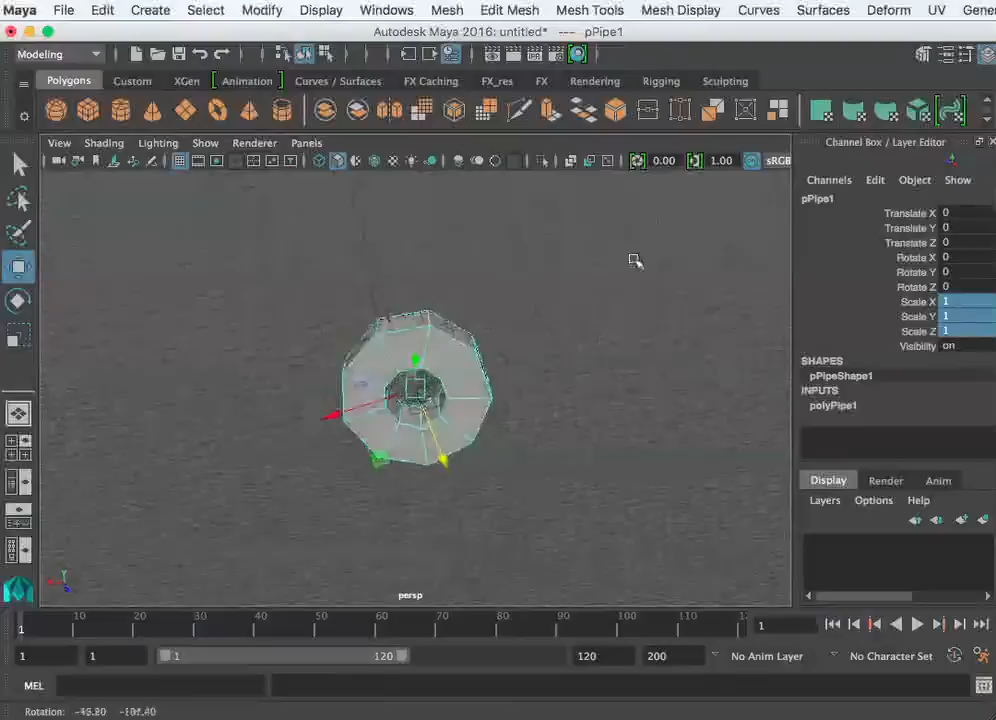 Maya File Edit Create Select Modify Display Windows Mesh Edit Mesh Mesh Tools Mesh Display Curves Surfaces Deform UV Gener
Autodesk Maya 2016: untitled* --- pPipe1
Modeling
Polygons Custom XGen Animation Curves / Surfaces FX Caching FX_res FX Rendering Rigging Sculpting
View Shading Lighting Show Renderer Panels
0.00 1.00 sRGB
Channel Box / Layer Editor
Channels Edit Object Show
pPipe1
Translate X 0
Translate Y 0
Translate Z 0
Rotate X 0
Rotate Y 0
Rotate Z 0
Scale X 1
Scale Y 1
Scale Z 1
Visibility on
SHAPES
pPipeShape1
INPUTS
polyPipe1
Display Render Anim
Layers Options Help
persp
1 10 20 30 40 50 60 70 80 90 100 110 1
1 1 1 120 120 200 No Anim Layer No Character Set
MEL